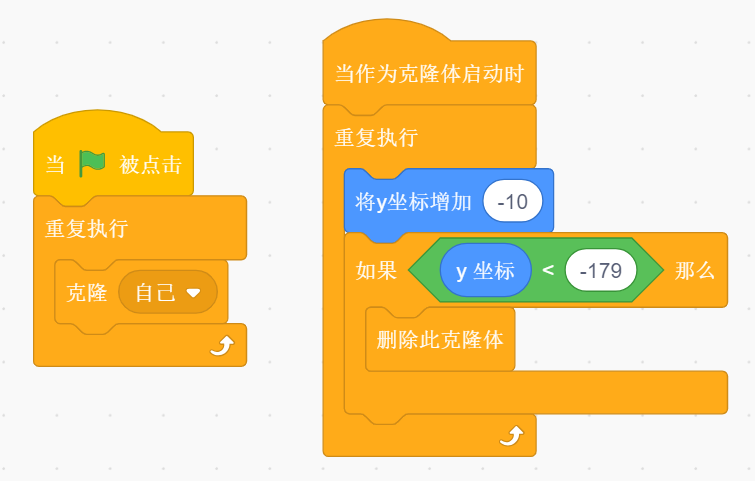 当 被点击
重复执行
克隆 自己
当作为克隆体启动时
重复执行
将y坐标增加 -10
如果 y 坐标 < -179 那么
删除此克隆体